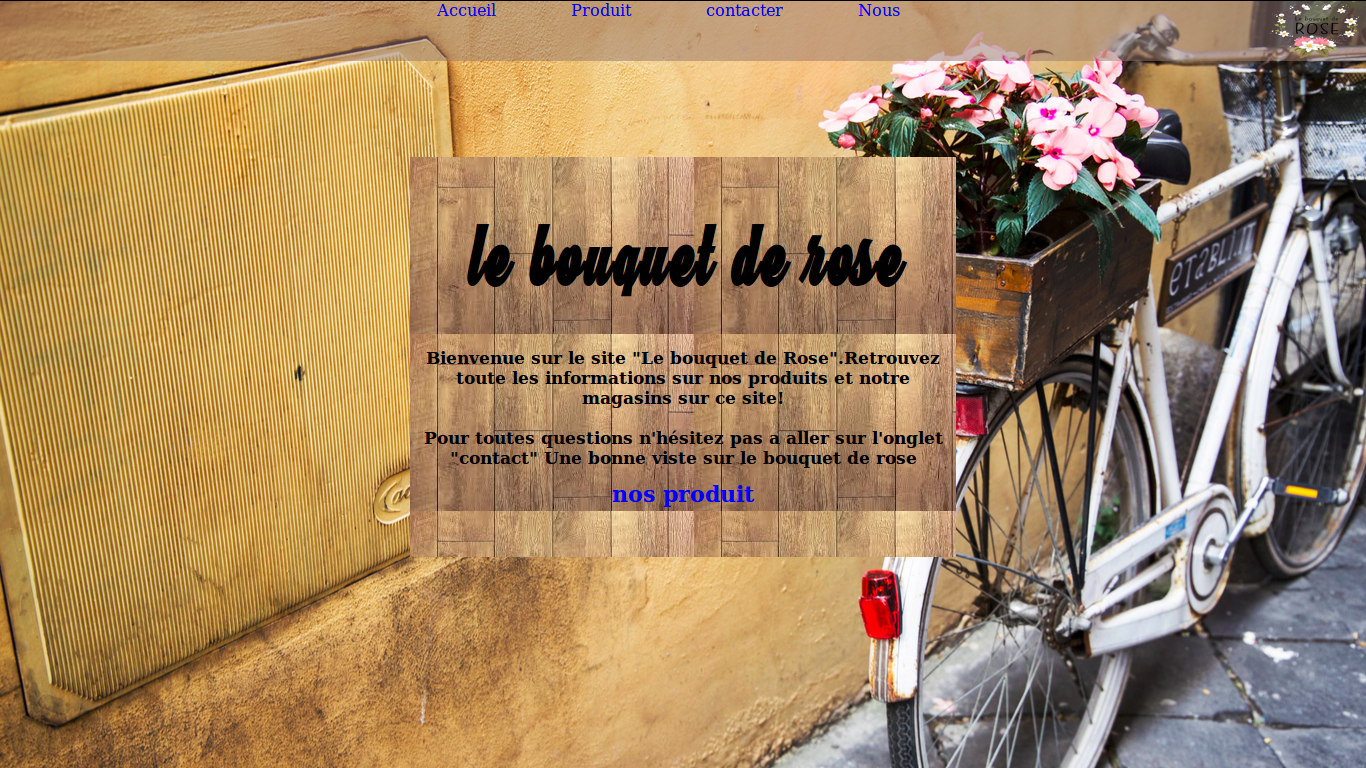 Accueil Produit contacter Nous
Le bouquet de
ROSE
le bouquet de rose
ETABLI
Bienvenue sur le site "Le bouquet de Rose".Retrouvez
toute les informations sur nos produits et notre
magasins sur ce site!
Pour toutes questions n'hésitez pas a aller sur l'onglet
"contact" Une bonne viste sur le bouquet de rose
nos produit